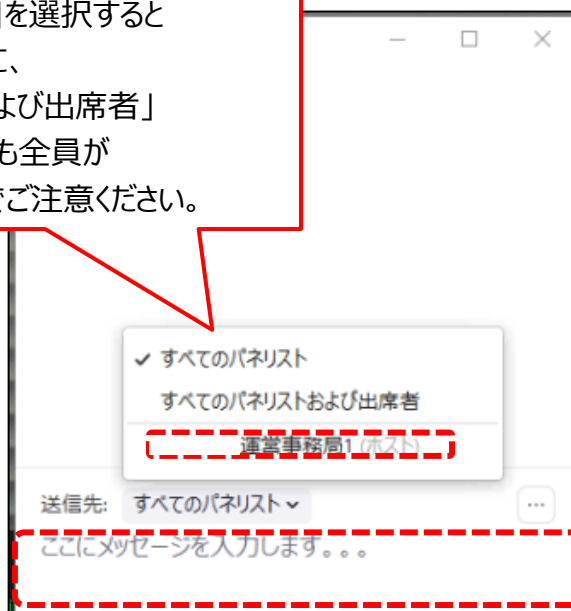 を選択すると
に、
よび出席者」
も全員が
でご注意ください。
✓ すべてのパネリスト
すべてのパネリストおよび出席者
運営事務局1 (ホスト)
送信先: すべてのパネリスト
ここにメッセージを入力します。。。